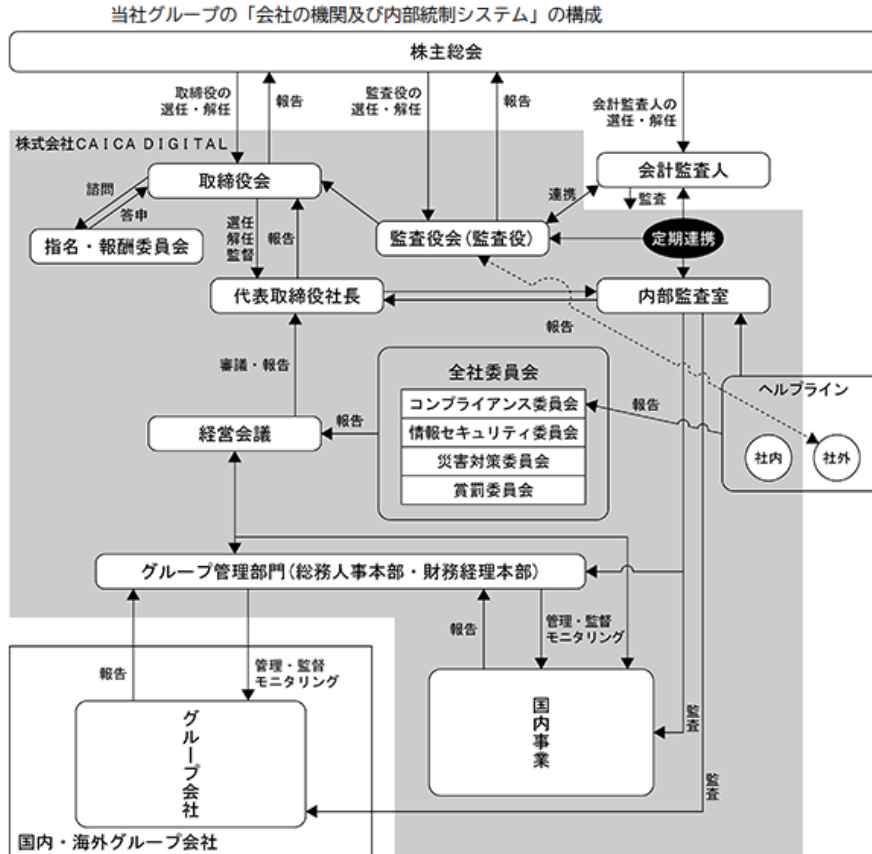 当社グループの「会社の機関及び内部統制システム」の構成
株主総会
取締役の
選任・解任
報告
監査役の
選任・解任
報告
会計監査人の
選任・解任
株式会社CAICA DIGITAL
取締役会
会計監査人
諮問
答申
連携
監査
指名・報酬委員会
選任
解任
監督
報告
監査役会(監査役)
定期連携
代表取締役社長
内部監査室
報告
審議・報告
全社委員会
ヘルプライン
コンプライアンス委員会
報告
経営会議
報告
情報セキュリティ委員会
災害対策委員会
賞罰委員会
社内
社外
グループ管理部門(総務人事本部・財務経理本部)
報告
管理・監督
モニタリング
報告
管理・監督
モニタリング
グループ会社
国内事業
監査
監査
国内・海外グループ会社